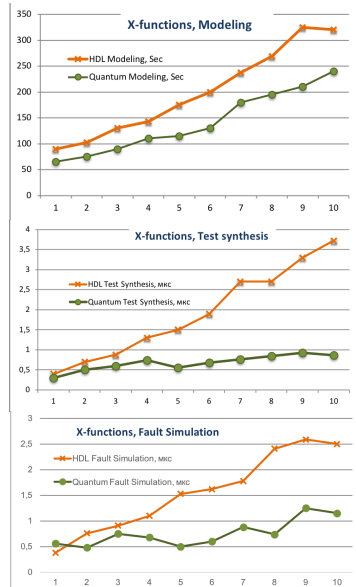 X-functions, Modeling
350
300
250
200
150
100
50
0
HDL Modeling, Sec
Quantum Modeling, Sec
1 2 3 4 5 6 7 8 9 10
X-functions, Test synthesis
4
3,5
3
2,5
2
1,5
1
0,5
0
HDL Test Synthesis, мкс
Quantum Test Synthesis, мкс
1 2 3 4 5 6 7 8 9 10
X-functions, Fault Simulation
3
2,5
2
1,5
1
0,5
0
HDL Fault Simulation, мкс
Quantum Fault Simulation, мкс
1 2 3 4 5 6 7 8 9 10